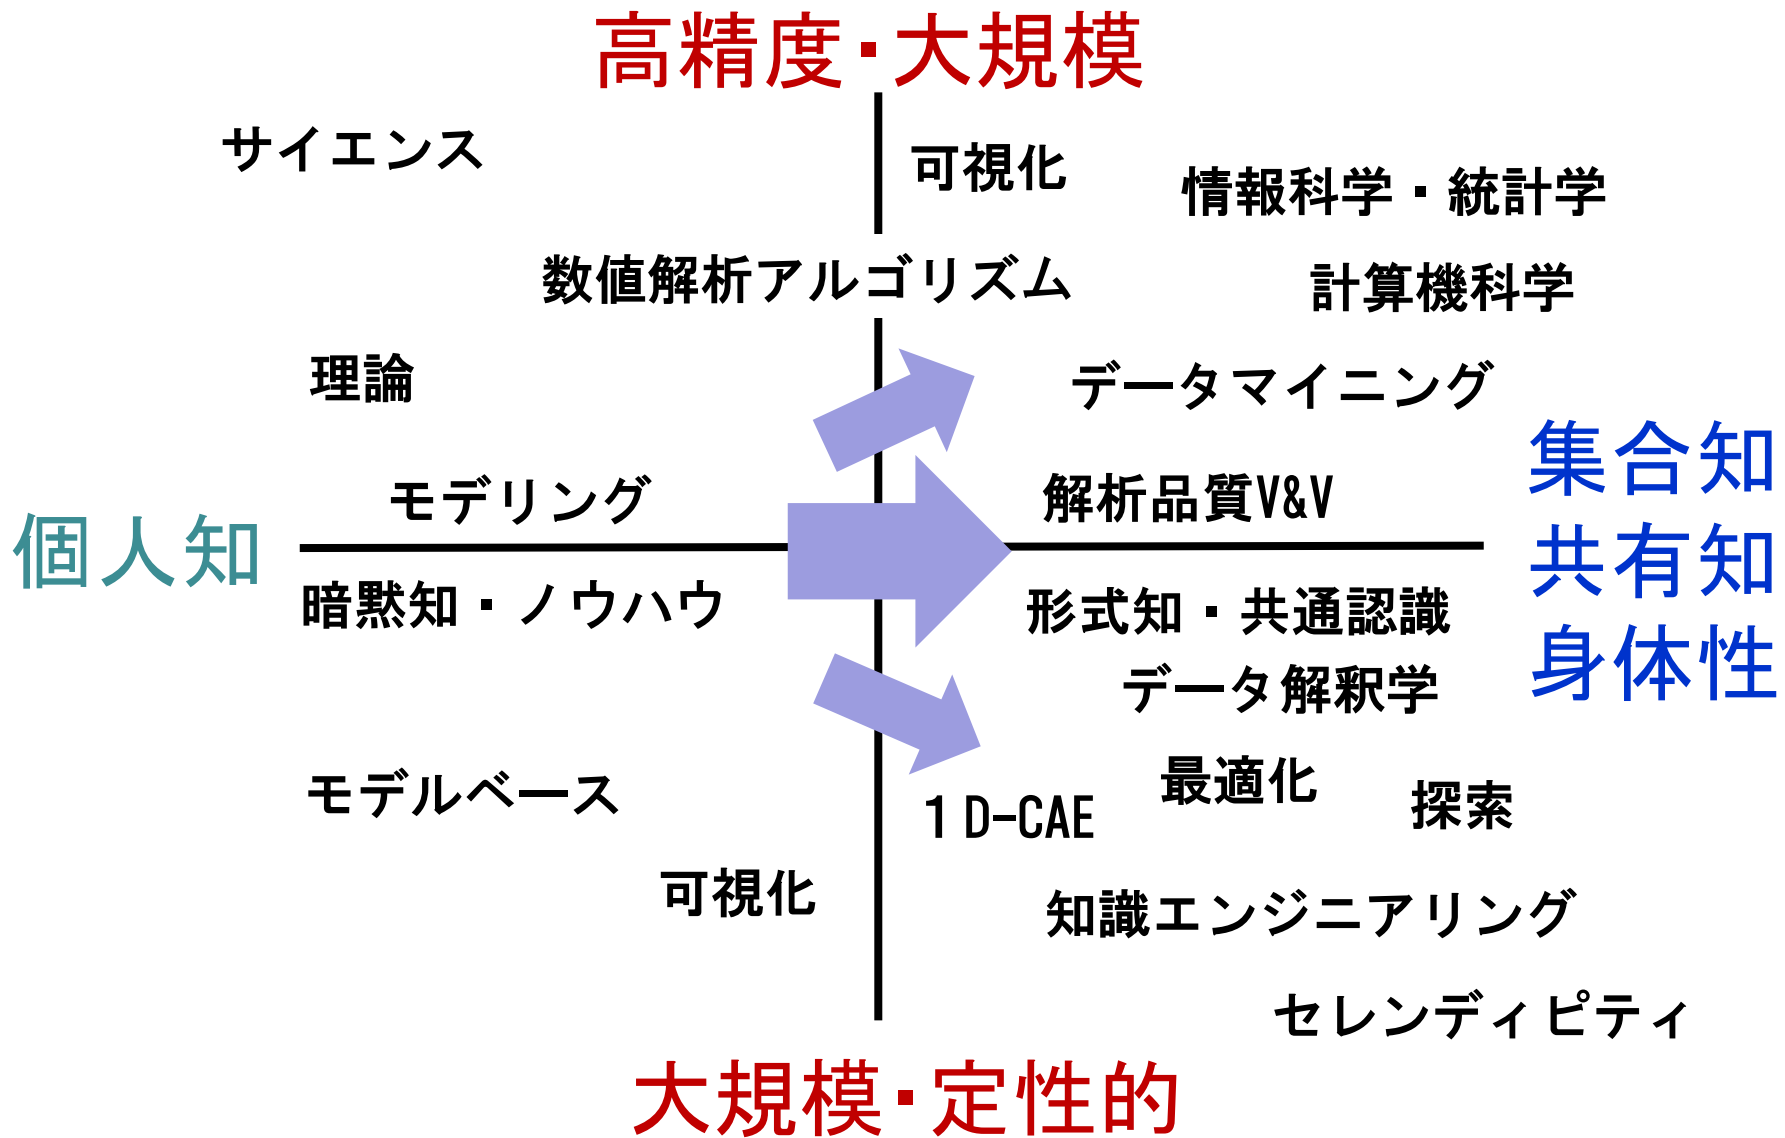 高精度・大規模
サイエンス
可視化
情報科学・統計学
数値解析アルゴリズム
計算機科学
理論
データマイニング
モデリング
解析品質V&V
個人知
集合知
共有知
身体性
暗黙知・ノウハウ
形式知・共通認識
データ解釈学
モデルベース
最適化
１D-CAE
探索
可視化
知識エンジニアリング
セレンディピティ
大規模・定性的